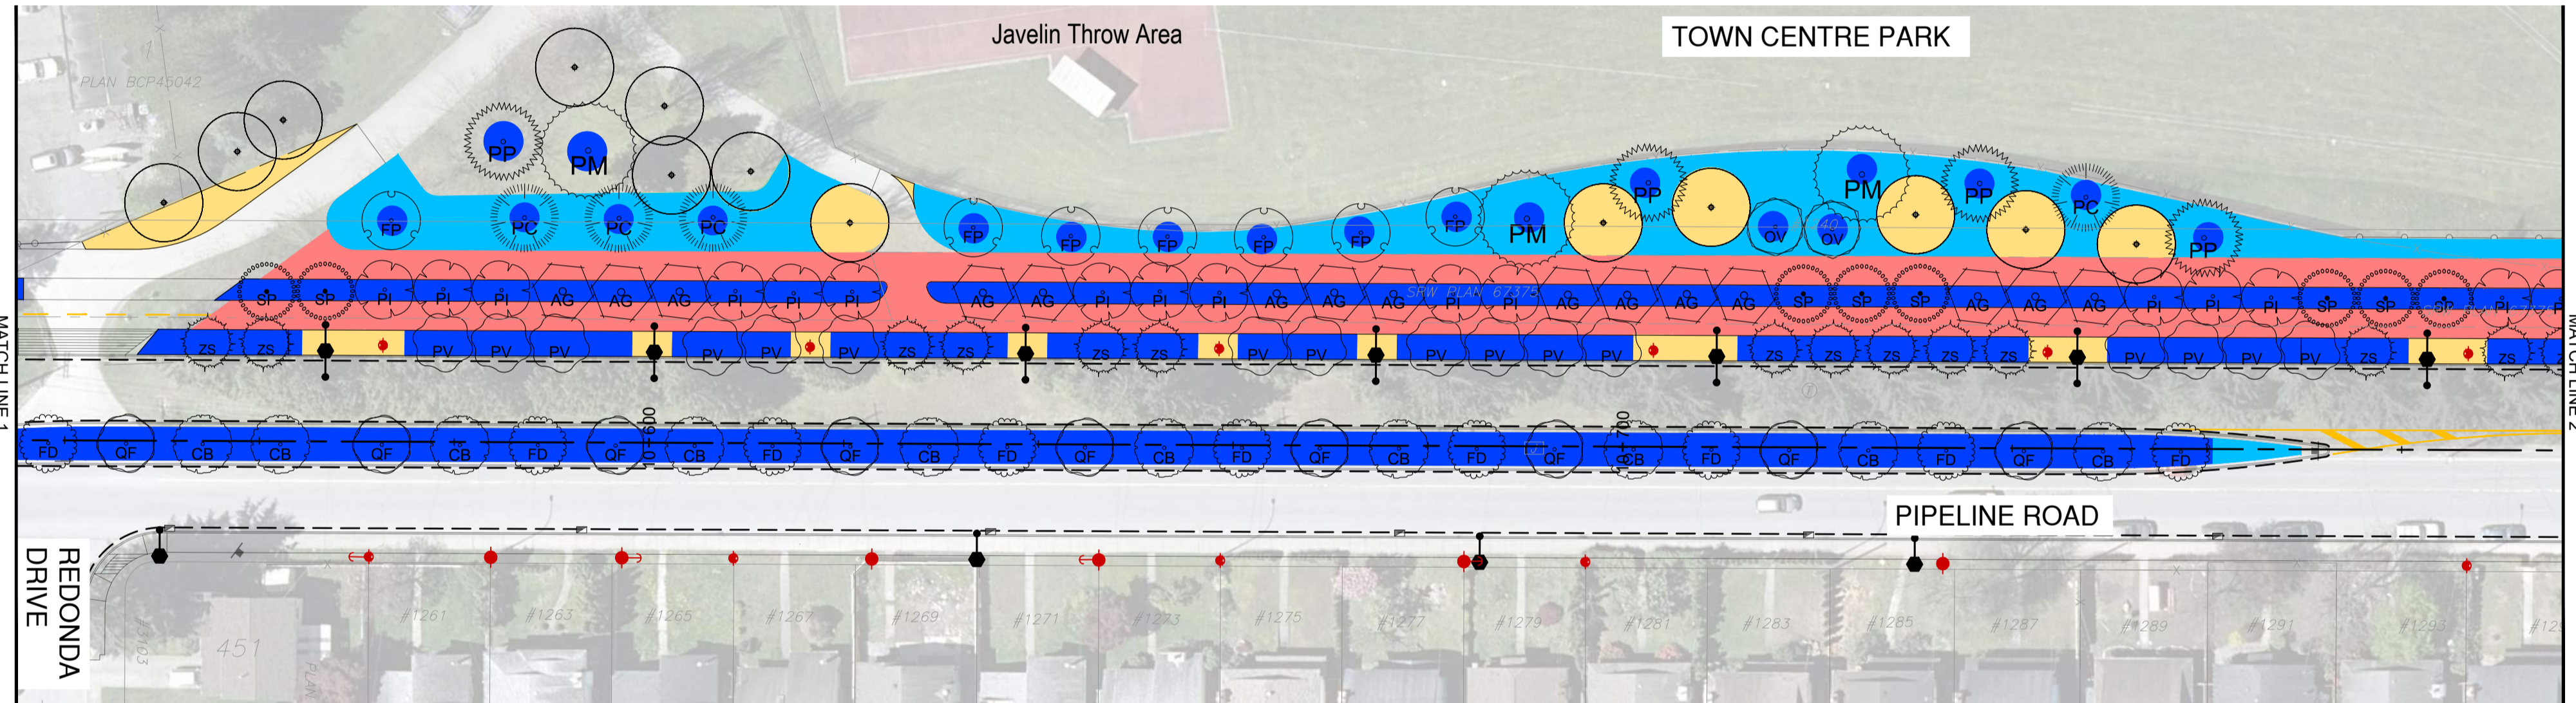 Javelin Throw Area
TOWN CENTRE PARK
PLAN BCP45042
PP PM PP PM PP PC
FP PC PC PC FP FP FP FP FP FP PM OV OV PP
40
SRW PLAN 67375
SP SP PI PI PI AG AG AG PI PI PI AG AG PI PI PI AG AG AG PI PI AG AG AG AG SP SP SP AG AG AG PI PI PI SP SP SP PI
ZS ZS PV PV PV PV PV PV ZS ZS ZS ZS PV PV PV PV PV PV ZS ZS ZS ZS ZS PV PV PV PV ZS ZS
MATCH LINE 1
MATCH LINE 2
FD QF CB CB QF CB FD QF CB FD QF CB FD QF CB FD QF CB FD QF CB FD QF CB FD QF CB FD
PIPELINE ROAD
REDONDA
DRIVE
#3103
451
PLAN
#1261 #1263 #1265 #1267 #1269 #1271 #1273 #1275 #1277 #1279 #1281 #1283 #1285 #1287 #1289 #1291 #1293